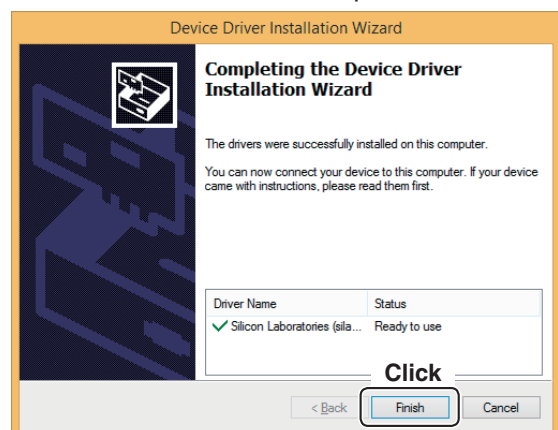 Device Driver Installation Wizard
Completing the Device Driver
Installation Wizard
The drivers were successfully installed on this computer.
You can now connect your device to this computer. If your device
came with instructions, please read them first.
Driver Name Status
Silicon Laboratories (sila... Ready to use
Click
< Back Finish Cancel